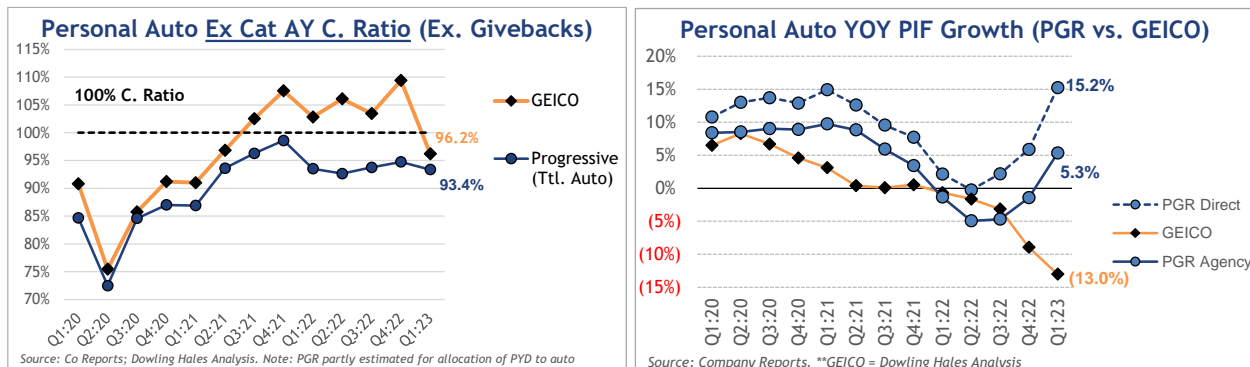 Personal Auto Ex Cat AY C. Ratio (Ex. Givebacks)
115%
110%
105%
100%
95%
90%
85%
80%
75%
70%
100% C. Ratio
96.2%
93.4%
GEICO
Progressive
(Ttl. Auto)
Q1:20
Q2:20
Q3:20
Q4:20
Q1:21
Q2:21
Q3:21
Q4:21
Q1:22
Q2:22
Q3:22
Q4:22
Q1:23
Source: Co Reports; Dowling Hales Analysis. Note: PGR partly estimated for allocation of PYD to auto
Personal Auto YOY PIF Growth (PGR vs. GEICO)
20%
15%
10%
5%
0%
(5%)
(10%)
(15%)
15.2%
5.3%
(13.0%)
PGR Direct
GEICO
PGR Agency
Q1:20
Q2:20
Q3:20
Q4:20
Q1:21
Q2:21
Q3:21
Q4:21
Q1:22
Q2:22
Q3:22
Q4:22
Q1:23
Source: Company Reports. **GEICO = Dowling Hales Analysis